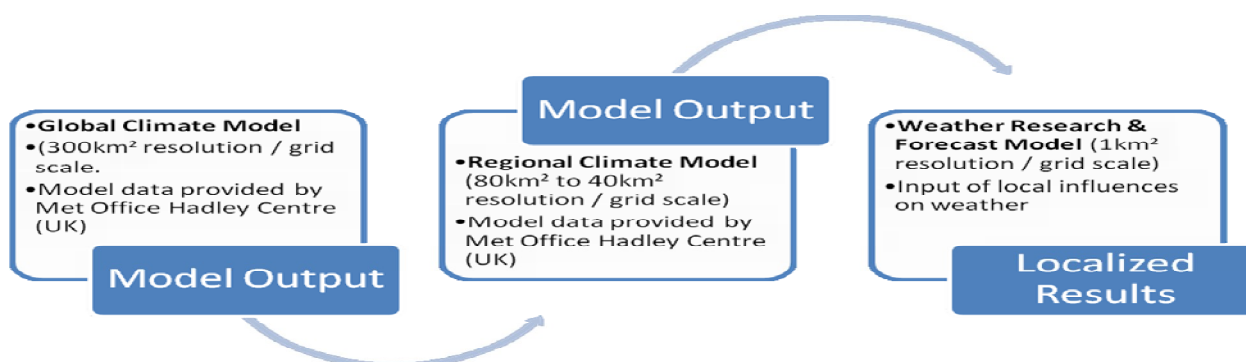 •Global Climate Model
•(300km² resolution / grid
scale.
•Model data provided by
Met Office Hadley Centre
(UK)
Model Output
Model Output
•Regional Climate Model
(80km² to 40km²
resolution / grid scale)
•Model data provided by
Met Office Hadley Centre
(UK)
•Weather Research &
Forecast Model (1km²
resolution / grid scale)
•Input of local influences
on weather
Localized
Results